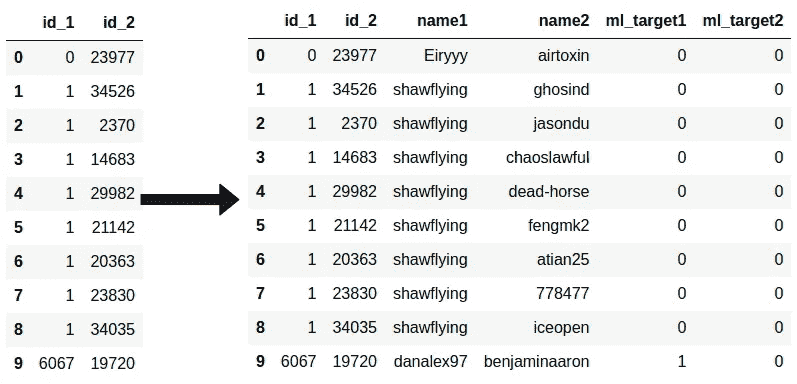 id_1 id_2
0 0 23977
1 1 34526
2 1 2370
3 1 14683
4 1 29982
5 1 21142
6 1 20363
7 1 23830
8 1 34035
9 6067 19720
id_1 id_2 name1 name2 ml_target1 ml_target2
0 0 23977 Eiryyy airtoxin 0 0
1 1 34526 shawflying ghosind 0 0
2 1 2370 shawflying jasondu 0 0
3 1 14683 shawflying chaoslawful 0 0
4 1 29982 shawflying dead-horse 0 0
5 1 21142 shawflying fengmk2 0 0
6 1 20363 shawflying atian25 0 0
7 1 23830 shawflying 778477 0 0
8 1 34035 shawflying iceopen 0 0
9 6067 19720 danalex97 benjaminaaron 1 0